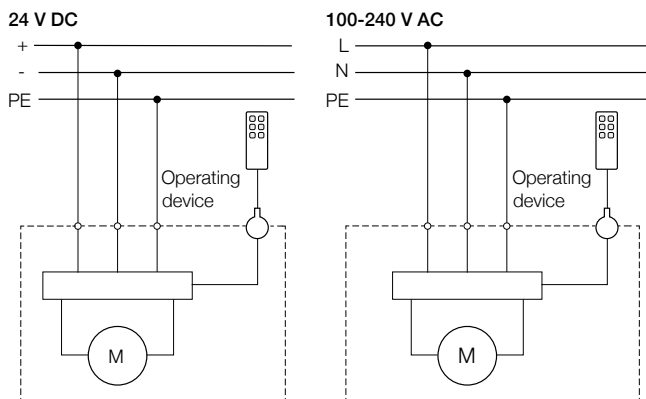 24 V DC
+
-
PE
Operating
device
M
100-240 V AC
L
N
PE
Operating
device
M